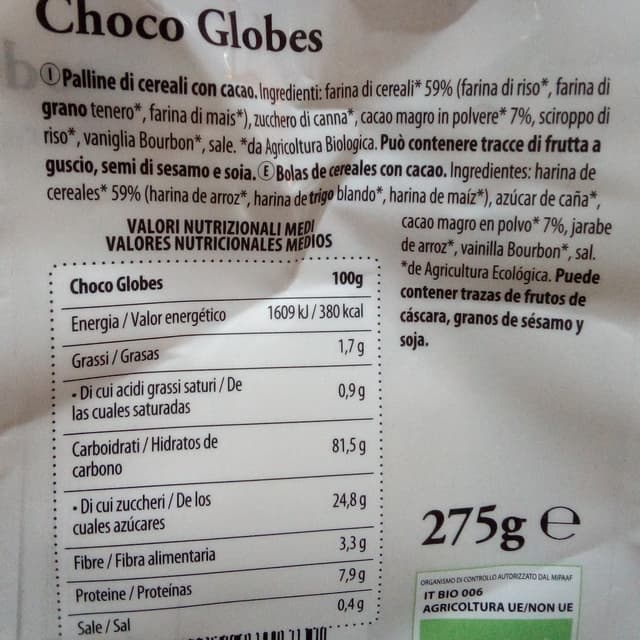 Choco Globes
Ⓘ Palline di cereali con cacao. Ingredienti: farina di cereali* 59% (farina di riso*, farina di
grano tenero*, farina di mais*), zucchero di canna*, cacao magro in polvere* 7%, sciroppo di
riso*, vaniglia Bourbon*, sale. *da Agricoltura Biologica. Può contenere tracce di frutta a
guscio, semi di sesamo e soia. Ⓔ Bolas de cereales con cacao. Ingredientes: harina de
cereales* 59% (harina de arroz*, harina de trigo blando*, harina de maíz*), azúcar de caña*,
cacao magro en polvo* 7%, jarabe
de arroz*, vainilla Bourbon*, sal.
*de Agricultura Ecológica. Puede
contener trazas de frutos de
cáscara, granos de sésamo y
soja.
VALORI NUTRIZIONALI MEDI
VALORES NUTRICIONALES MEDIOS
Choco Globes 100g
Energia / Valor energético 1609 kJ / 380 kcal
Grassi / Grasas 1,7 g
• Di cui acidi grassi saturi / De
las cuales saturadas 0,9 g
Carboidrati / Hidratos de
carbono 81,5 g
• Di cui zuccheri / De los
cuales azúcares 24,8 g
Fibre / Fibra alimentaria 3,3 g
Proteine / Proteínas 7,9 g
Sale / Sal 0,4 g
275g ℮
ORGANISMO DI CONTROLLO AUTORIZZATO DAL MiPAAF
IT BIO 006
AGRICOLTURA UE/NON UE